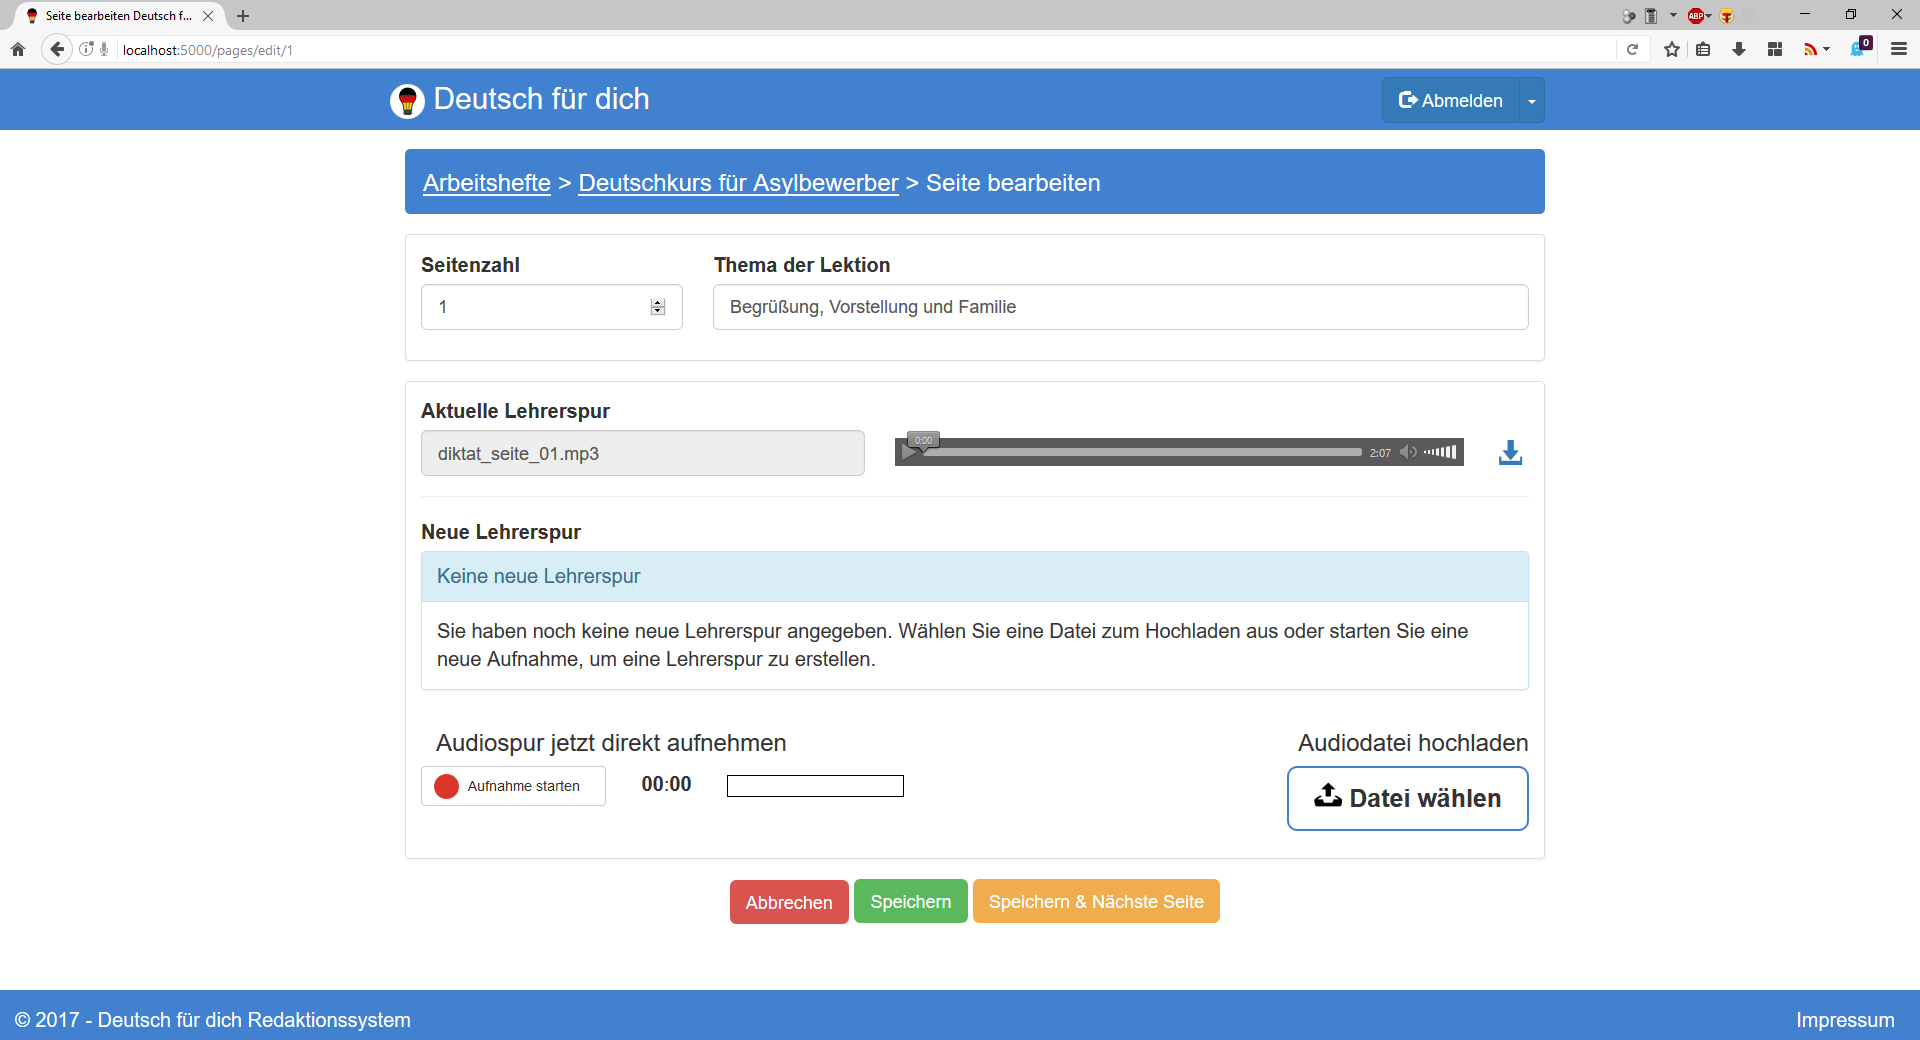 Seite bearbeiten Deutsch f...
ABP
localhost:5000/pages/edit/1
0
Deutsch für dich
Abmelden
Arbeitshefte > Deutschkurs für Asylbewerber > Seite bearbeiten
Seitenzahl
Thema der Lektion
1
Begrüßung, Vorstellung und Familie
Aktuelle Lehrerspur
diktat_seite_01.mp3
0:00
2:07
Neue Lehrerspur
Keine neue Lehrerspur
Sie haben noch keine neue Lehrerspur angegeben. Wählen Sie eine Datei zum Hochladen aus oder starten Sie eine
neue Aufnahme, um eine Lehrerspur zu erstellen.
Audiospur jetzt direkt aufnehmen
Audiodatei hochladen
Aufnahme starten
00:00
Datei wählen
Abbrechen
Speichern
Speichern & Nächste Seite
© 2017 - Deutsch für dich Redaktionssystem
Impressum